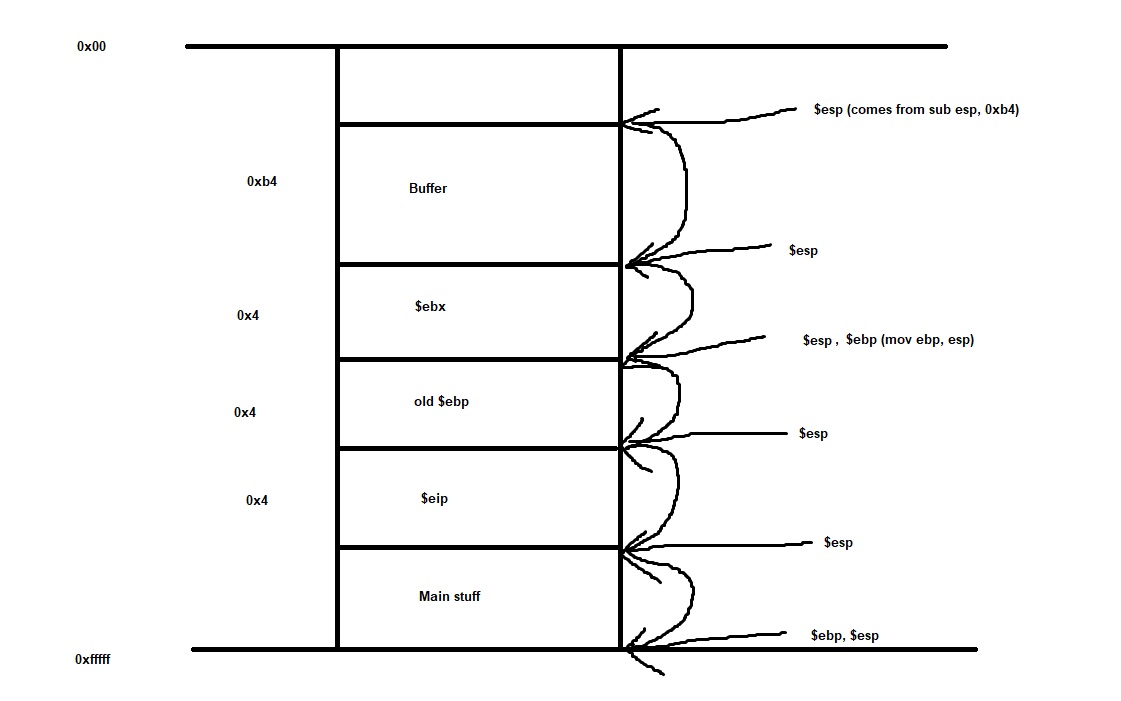 0x00
$esp (comes from sub esp, 0xb4)
0xb4
Buffer
$esp
$ebx
0x4
$esp , $ebp (mov ebp, esp)
old $ebp
0x4
$esp
$eip
0x4
$esp
Main stuff
$ebp, $esp
0xfffff